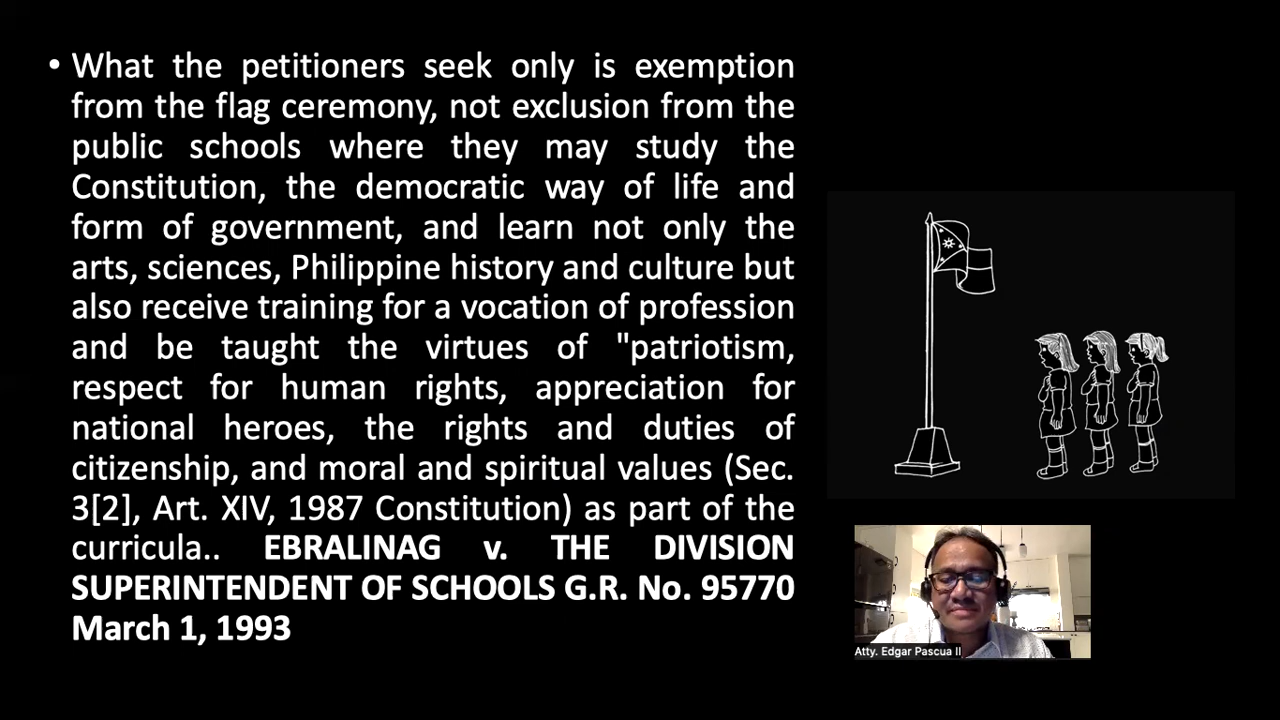 • What the petitioners seek only is exemption
from the flag ceremony, not exclusion from the
public schools where they may study the
Constitution, the democratic way of life and
form of government, and learn not only the
arts, sciences, Philippine history and culture but
also receive training for a vocation of profession
and be taught the virtues of "patriotism,
respect for human rights, appreciation for
national heroes, the rights and duties of
citizenship, and moral and spiritual values (Sec.
3[2], Art. XIV, 1987 Constitution) as part of the
curricula.. EBRALINAG v. THE DIVISION
SUPERINTENDENT OF SCHOOLS G.R. No. 95770
March 1, 1993
Atty. Edgar Pascua II